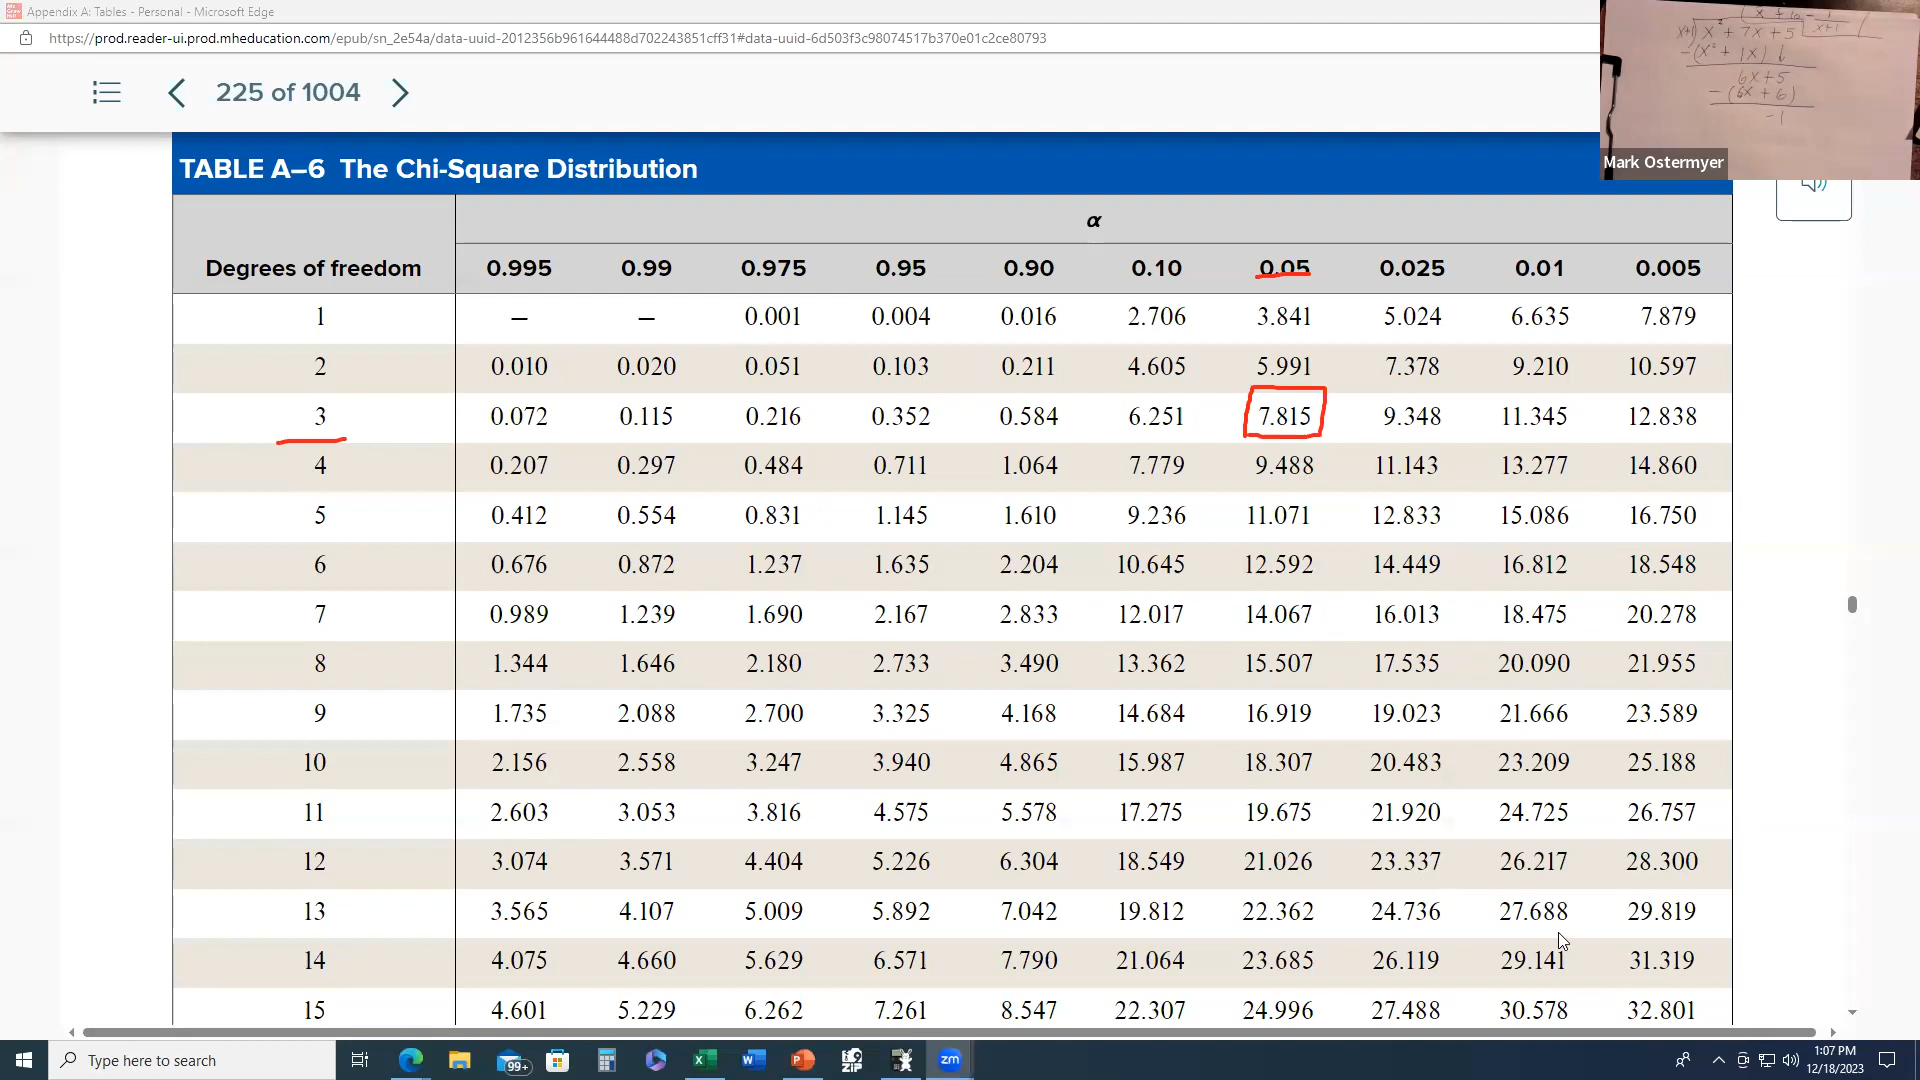 Appendix A: Tables - Personal - Microsoft Edge
https://prod.reader-ui.prod.mheducation.com/epub/sn_2e54a/data-uuid-2012356b961644488d702243851cff31#data-uuid-6d503f3c98074517b370e01c2ce80793
225 of 1004
x+1 x² + 7x + 5
-(x² + 1x) ↓
6x+5
-(6x + 6)
-1
Mark Ostermyer
TABLE A–6 The Chi-Square Distribution
α
Degrees of freedom 0.995 0.99 0.975 0.95 0.90 0.10 0.05 0.025 0.01 0.005
1 — — 0.001 0.004 0.016 2.706 3.841 5.024 6.635 7.879
2 0.010 0.020 0.051 0.103 0.211 4.605 5.991 7.378 9.210 10.597
3 0.072 0.115 0.216 0.352 0.584 6.251 7.815 9.348 11.345 12.838
4 0.207 0.297 0.484 0.711 1.064 7.779 9.488 11.143 13.277 14.860
5 0.412 0.554 0.831 1.145 1.610 9.236 11.071 12.833 15.086 16.750
6 0.676 0.872 1.237 1.635 2.204 10.645 12.592 14.449 16.812 18.548
7 0.989 1.239 1.690 2.167 2.833 12.017 14.067 16.013 18.475 20.278
8 1.344 1.646 2.180 2.733 3.490 13.362 15.507 17.535 20.090 21.955
9 1.735 2.088 2.700 3.325 4.168 14.684 16.919 19.023 21.666 23.589
10 2.156 2.558 3.247 3.940 4.865 15.987 18.307 20.483 23.209 25.188
11 2.603 3.053 3.816 4.575 5.578 17.275 19.675 21.920 24.725 26.757
12 3.074 3.571 4.404 5.226 6.304 18.549 21.026 23.337 26.217 28.300
13 3.565 4.107 5.009 5.892 7.042 19.812 22.362 24.736 27.688 29.819
14 4.075 4.660 5.629 6.571 7.790 21.064 23.685 26.119 29.141 31.319
15 4.601 5.229 6.262 7.261 8.547 22.307 24.996 27.488 30.578 32.801
Type here to search
99+
ZIP
zm
1:07 PM
12/18/2023